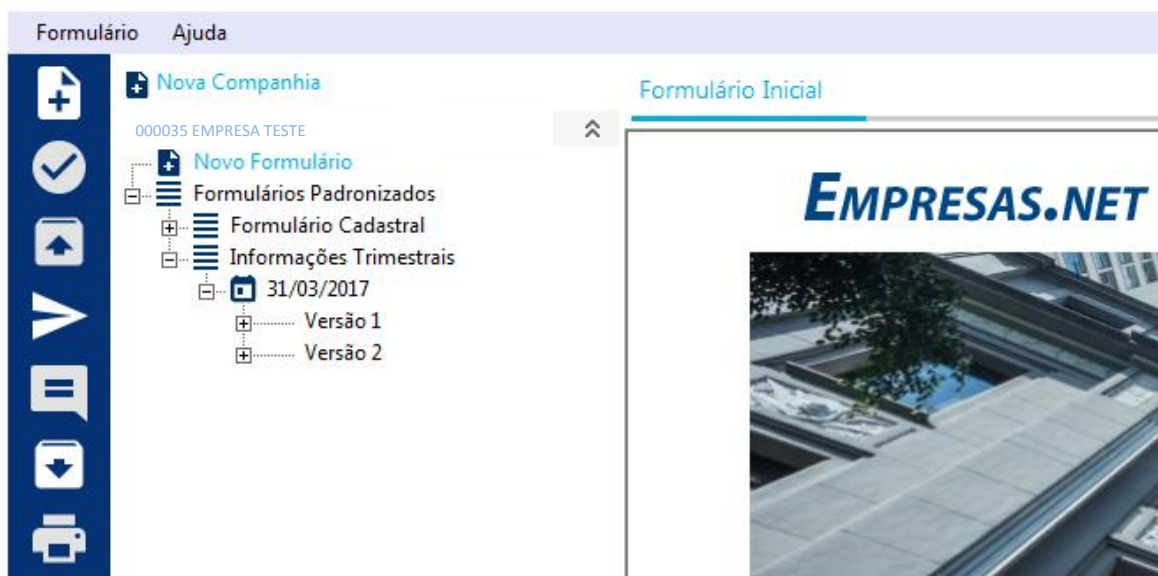 Formulário Ajuda
Nova Companhia
Formulário Inicial
000035 EMPRESA TESTE
Novo Formulário
Formulários Padronizados
Formulário Cadastral
Informações Trimestrais
31/03/2017
Versão 1
Versão 2
EMPRESAS.NET